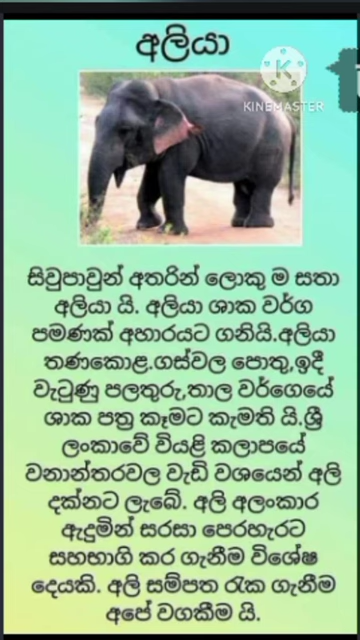 අලියා
KINEMASTER
සිවුපාවුන් අතරින් ලොකු ම සතා
අලියා යි. අලියා ශාක වර්ග
පමණක් අහාරයට ගනියි.අලියා
තණකොළ.ගස්වල පොතු,ඉදී
වැටුණු පලතුරු,තාල වර්ගයේ
ශාක පත්‍ර කෑමට කැමති යි.ශ්‍රී
ලංකාවේ වියළි කලාපයේ
වනාන්තරවල වැඩි වශයෙන් අලි
දක්නට ලැබේ. අලි අලංකාර
ඇදුමින් සරසා පෙරහැරට
සහභාගි කර ගැනීම විශේෂ
දෙයකි. අලි සම්පත රැක ගැනීම
අපේ වගකීම යි.